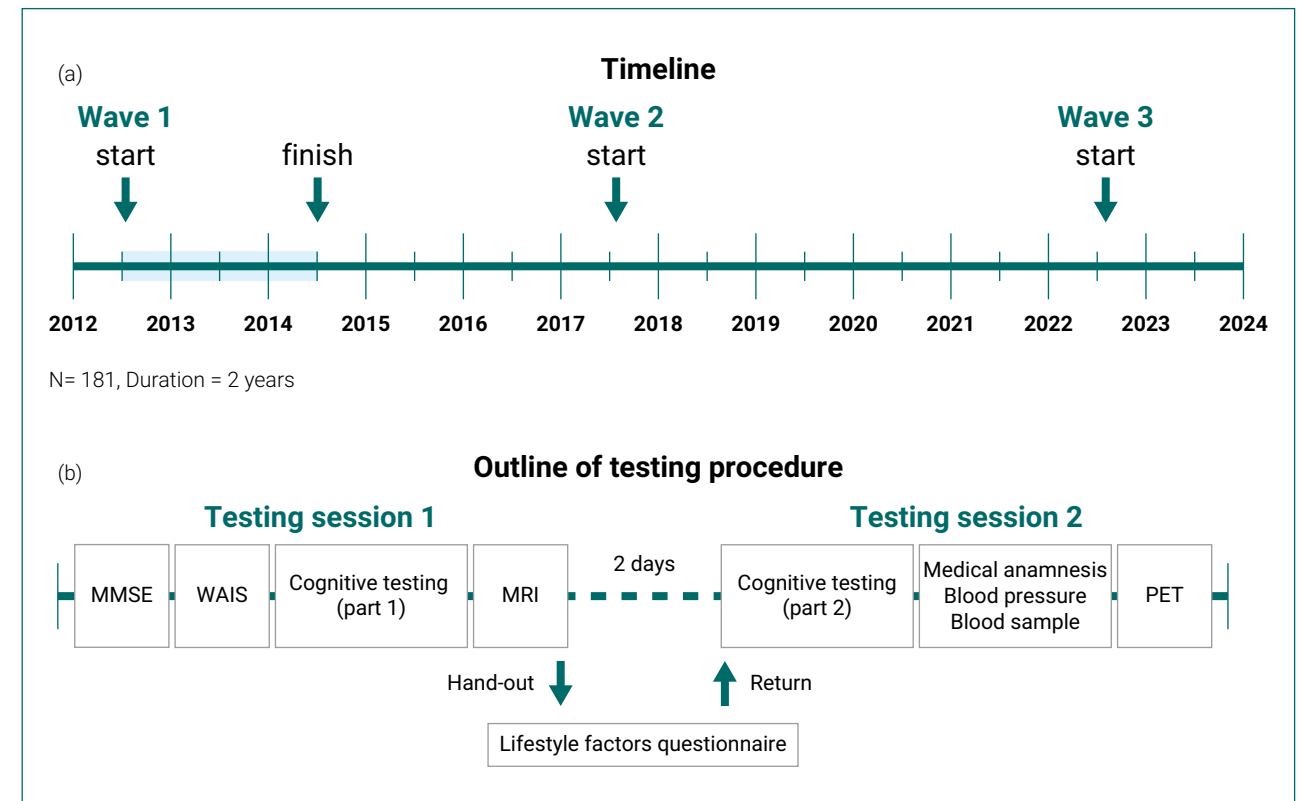 (a)
Timeline
Wave 1
start
finish
Wave 2
start
Wave 3
start
2012 2013 2014 2015 2016 2017 2018 2019 2020 2021 2022 2023 2024
N= 181, Duration = 2 years
(b)
Outline of testing procedure
Testing session 1
Testing session 2
MMSE
WAIS
Cognitive testing
(part 1)
MRI
2 days
Cognitive testing
(part 2)
Medical anamnesis
Blood pressure
Blood sample
PET
Hand-out
Return
Lifestyle factors questionnaire